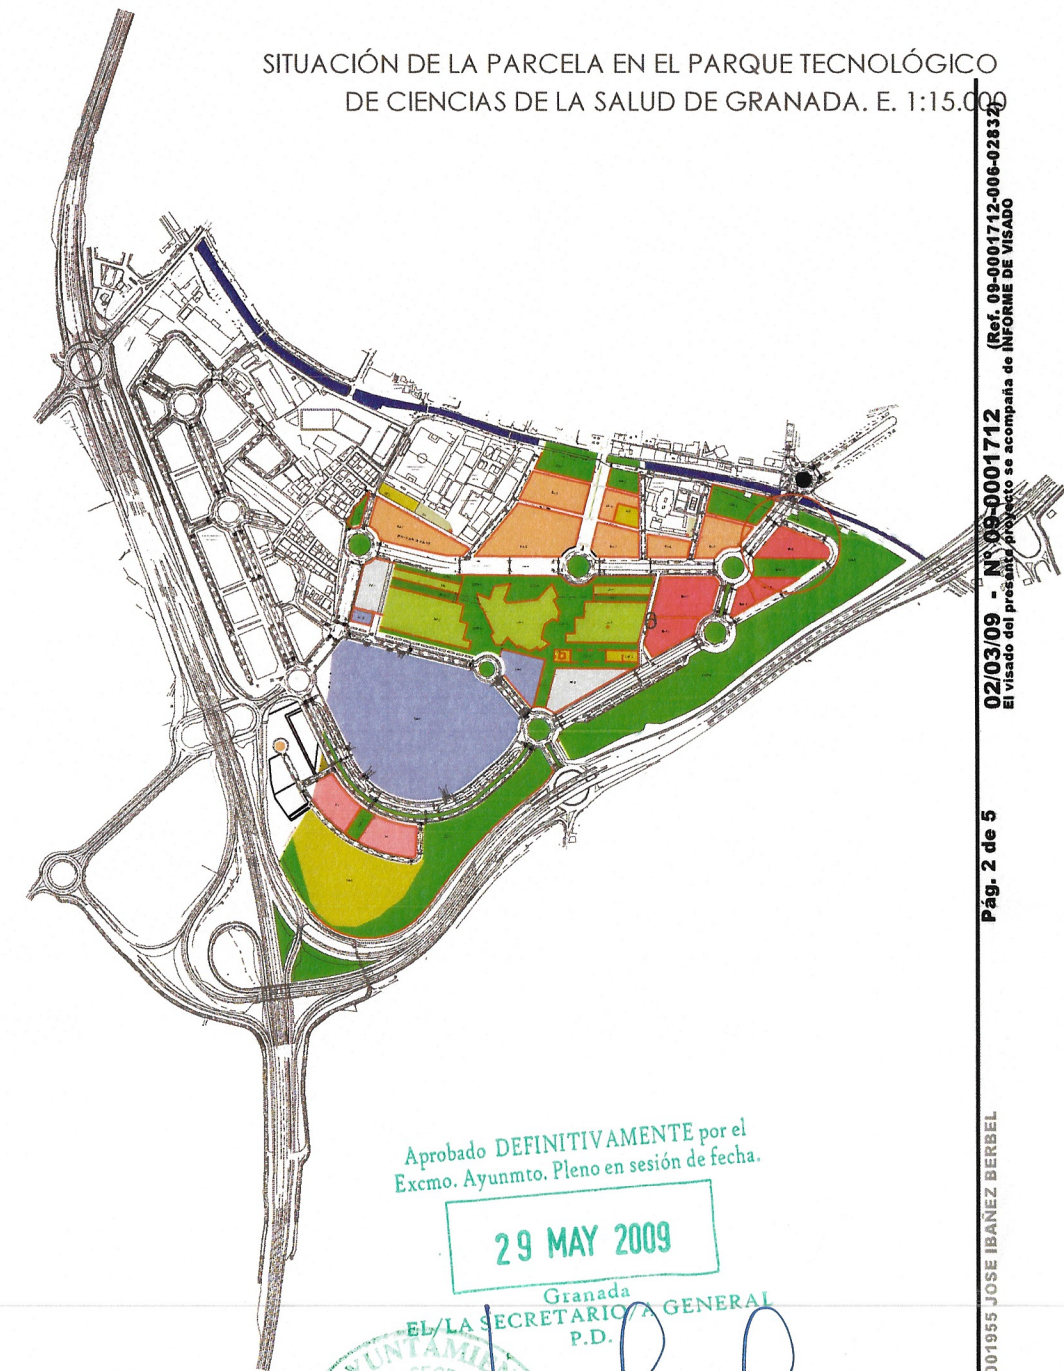 SITUACIÓN DE LA PARCELA EN EL PARQUE TECNOLÓGICO
DE CIENCIAS DE LA SALUD DE GRANADA. E. 1:15.000
02/03/09 - Nº 09-0001712 (Ref. 09-0001712-006-02832)
El visado del presente proyecto se acompaña de INFORME DE VISADO
Pág. 2 de 5
001955 JOSE IBAÑEZ BERBEL
Aprobado DEFINITIVAMENTE por el
Excmo. Ayunmto. Pleno en sesión de fecha.
29 MAY 2009
Granada
EL/LA SECRETARIO/A GENERAL
P.D.